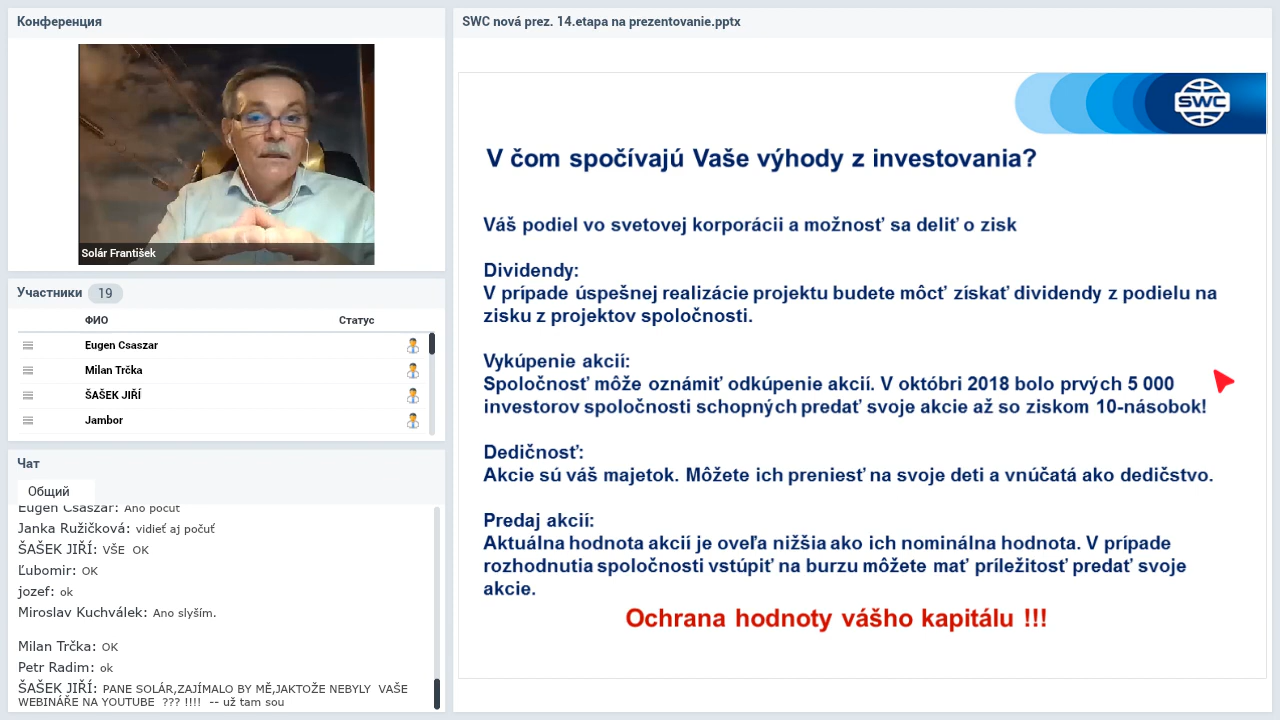 Конференция
Solár František
Участники 19
ФИО Статус
Eugen Csaszar
Milan Trčka
ŠAŠEK JIŘÍ
Jambor
Чат
Общий
Eugen Csaszar: Ano počuť
Janka Ružičková: vidieť aj počuť
ŠAŠEK JIŘÍ: VŠE OK
Ľubomir: OK
jozef: ok
Miroslav Kuchválek: Ano slyším.
Milan Trčka: OK
Petr Radim: ok
ŠAŠEK JIŘÍ: PANE SOLÁR,ZAJÍMALO BY MĚ,JAKTOŽE NEBYLY VAŠE
WEBINÁŘE NA YOUTUBE ??? !!!! -- už tam sou
SWC nová prez. 14.etapa na prezentovanie.pptx
SWC
V čom spočívajú Vaše výhody z investovania?
Váš podiel vo svetovej korporácii a možnosť sa deliť o zisk
Dividendy:
V prípade úspešnej realizácie projektu budete môcť získať dividendy z podielu na
zisku z projektov spoločnosti.
Vykúpenie akcií:
Spoločnosť môže oznámiť odkúpenie akcií. V októbri 2018 bolo prvých 5 000
investorov spoločnosti schopných predať svoje akcie až so ziskom 10-násobok!
Dedičnosť:
Akcie sú váš majetok. Môžete ich preniesť na svoje deti a vnúčatá ako dedičstvo.
Predaj akcií:
Aktuálna hodnota akcií je oveľa nižšia ako ich nominálna hodnota. V prípade
rozhodnutia spoločnosti vstúpiť na burzu môžete mať príležitosť predať svoje
akcie.
Ochrana hodnoty vášho kapitálu !!!